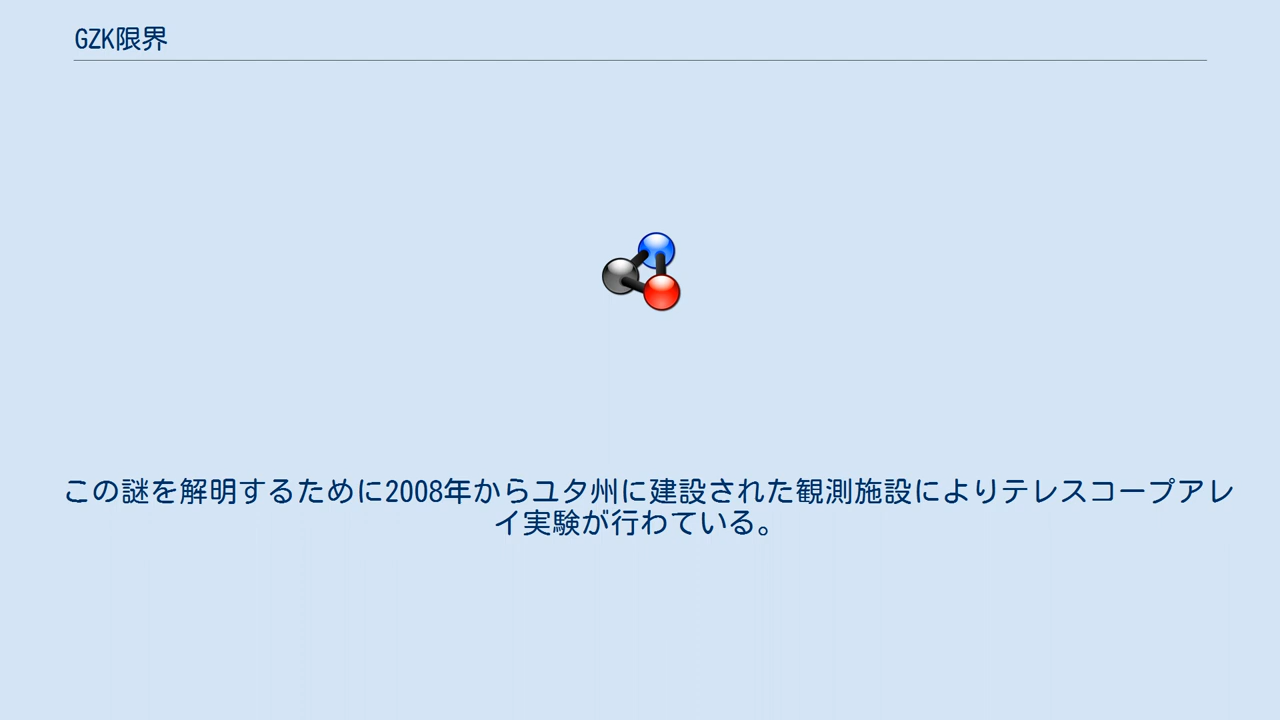 GZK限界
この謎を解明するために2008年からユタ州に建設された観測施設によりテレスコープアレ
イ実験が行わている。